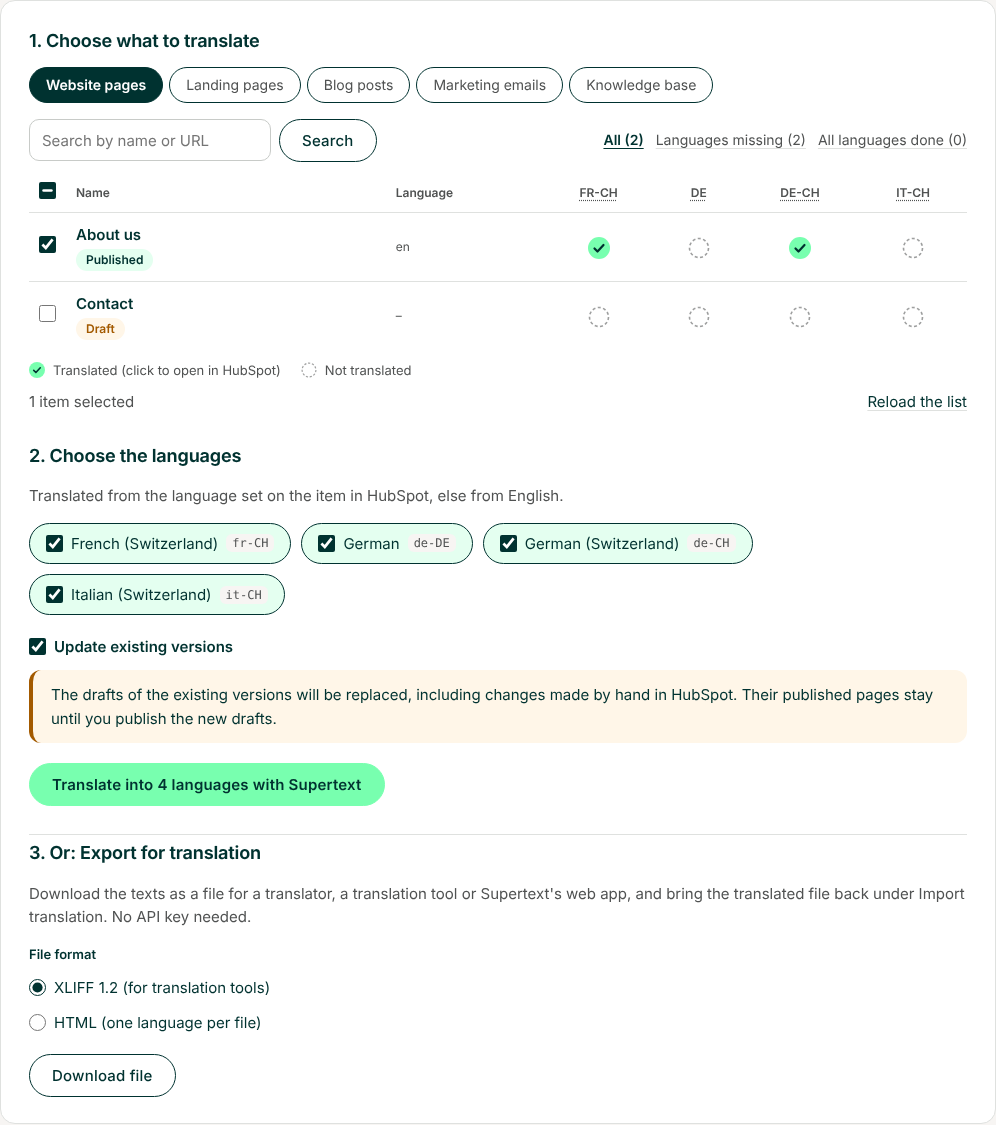 1. Choose what to translate
Website pages
Landing pages
Blog posts
Marketing emails
Knowledge base
Search by name or URL
Search
All (2)
Languages missing (2)
All languages done (0)
Name
Language
FR-CH
DE
DE-CH
IT-CH
About us
Published
en
Contact
Draft
–
Translated (click to open in HubSpot)
Not translated
1 item selected
Reload the list
2. Choose the languages
Translated from the language set on the item in HubSpot, else from English.
French (Switzerland) fr-CH
German de-DE
German (Switzerland) de-CH
Italian (Switzerland) it-CH
Update existing versions
The drafts of the existing versions will be replaced, including changes made by hand in HubSpot. Their published pages stay
until you publish the new drafts.
Translate into 4 languages with Supertext
3. Or: Export for translation
Download the texts as a file for a translator, a translation tool or Supertext's web app, and bring the translated file back under Import
translation. No API key needed.
File format
XLIFF 1.2 (for translation tools)
HTML (one language per file)
Download file